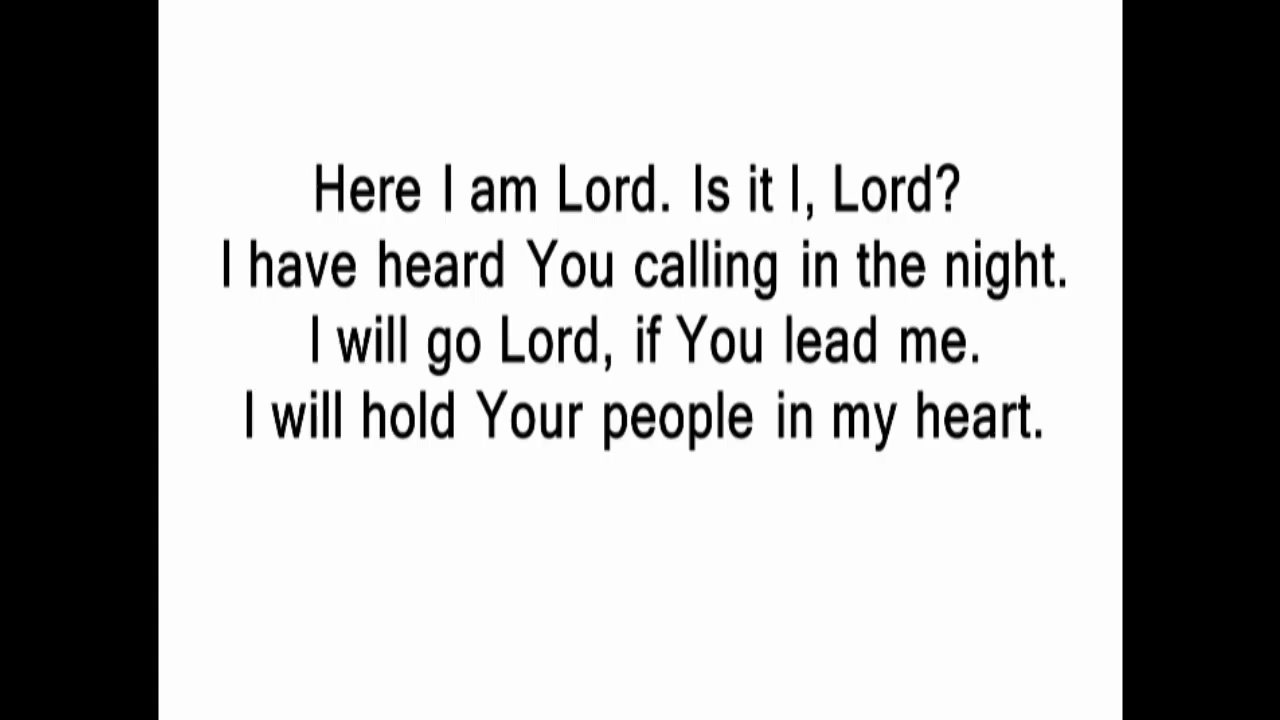 Here I am Lord. Is it I, Lord?
I have heard You calling in the night.
I will go Lord, if You lead me.
I will hold Your people in my heart.